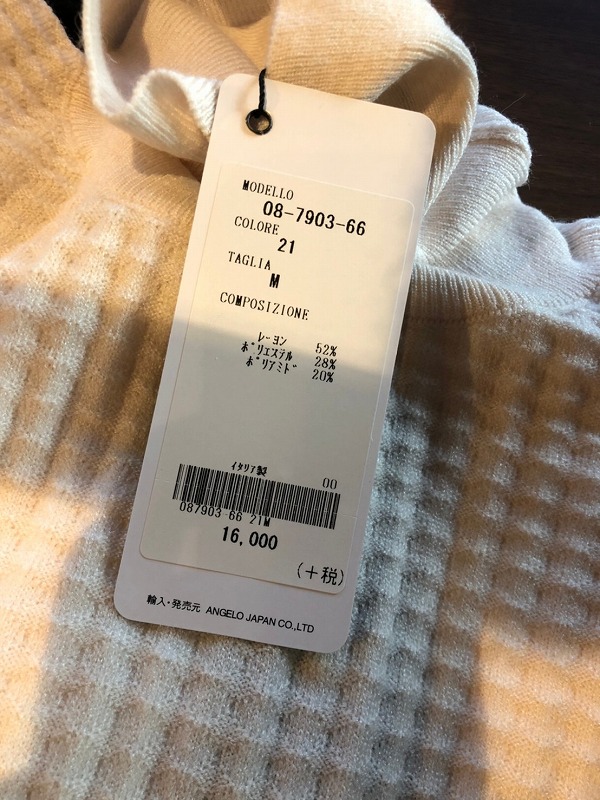 MODELLO
08-7903-66
COLORE
21
TAGLIA
M
COMPOSIZIONE
レーヨン 52%
ポリエステル 28%
ポリアミド 20%
イタリア製 00
087903 66 21M
16,000
(+税)
輸入・発売元 ANGELO JAPAN CO.,LTD